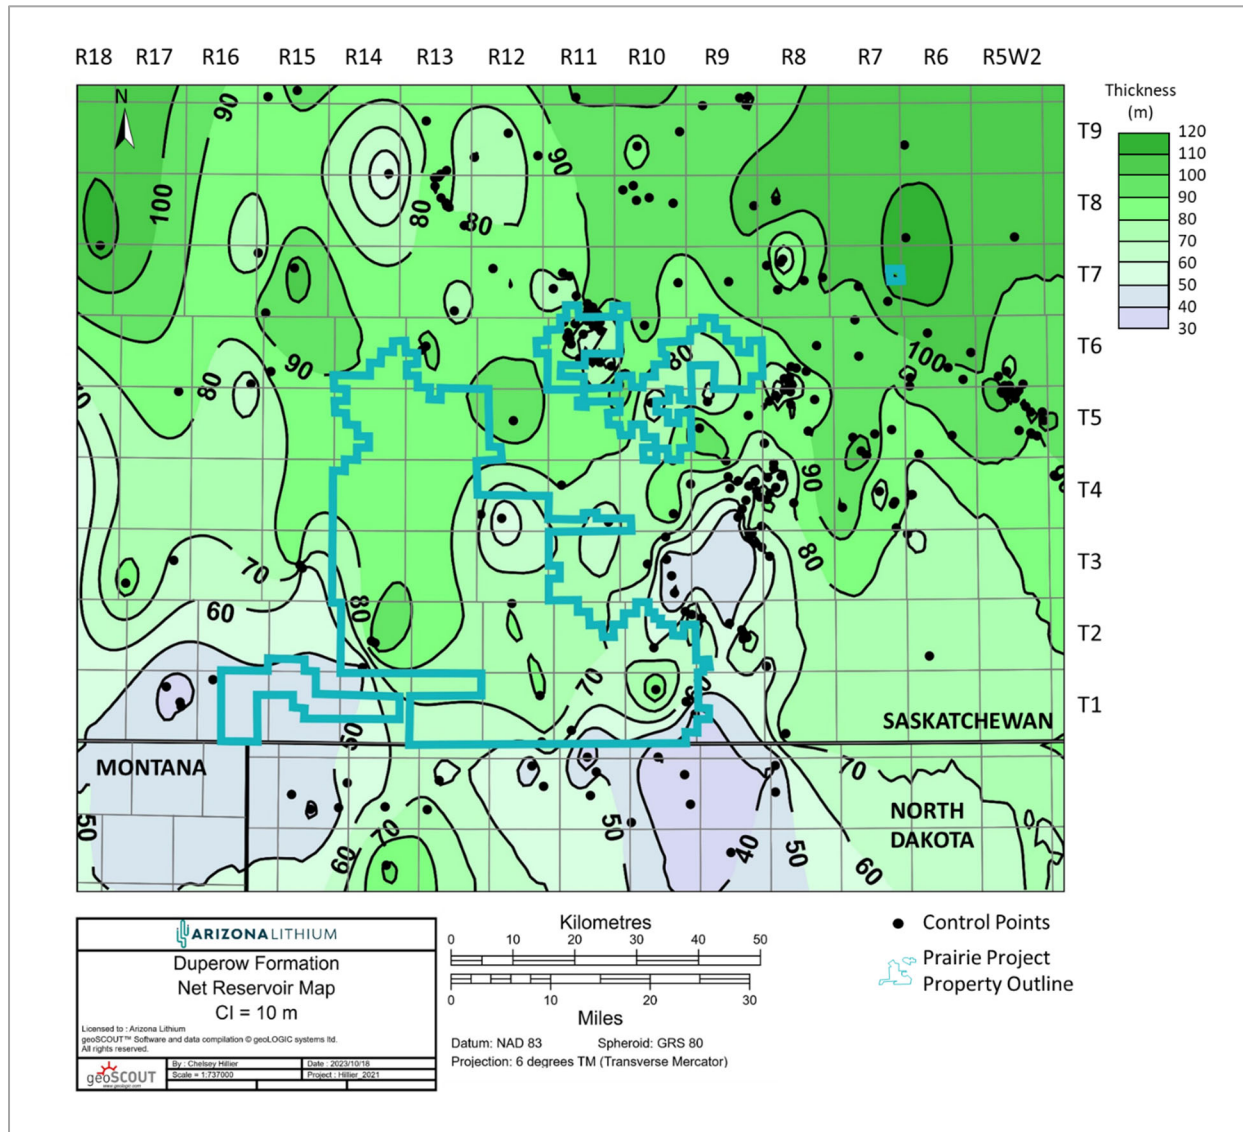 R18 R17 R16 R15 R14 R13 R12 R11 R10 R9 R8 R7 R6 R5W2
N
90
Thickness
(m)
120
110
100
90
80
70
60
50
40
30
T9
T8
T7
T6
T5
T4
T3
T2
T1
100
80
80
90
90
80
80
100
90
80
70
60
80
70
50
70
SASKATCHEWAN
MONTANA
NORTH
DAKOTA
50
60
70
50
40
50
60
ARIZONALITHIUM
Duperow Formation
Net Reservoir Map
CI = 10 m
Licensed to : Arizona Lithium
geoSCOUT™ Software and data compilation © geoLOGIC systems ltd.
All rights reserved.
geoSCOUT
www.geologic.com
By : Chelsey Hillier
Date : 2023/10/18
Scale = 1:737000
Project : Hillier_2021
Kilometres
0 10 20 30 40 50
0 10 20 30
Miles
Datum: NAD 83 Spheroid: GRS 80
Projection: 6 degrees TM (Transverse Mercator)
Control Points
Prairie Project
Property Outline